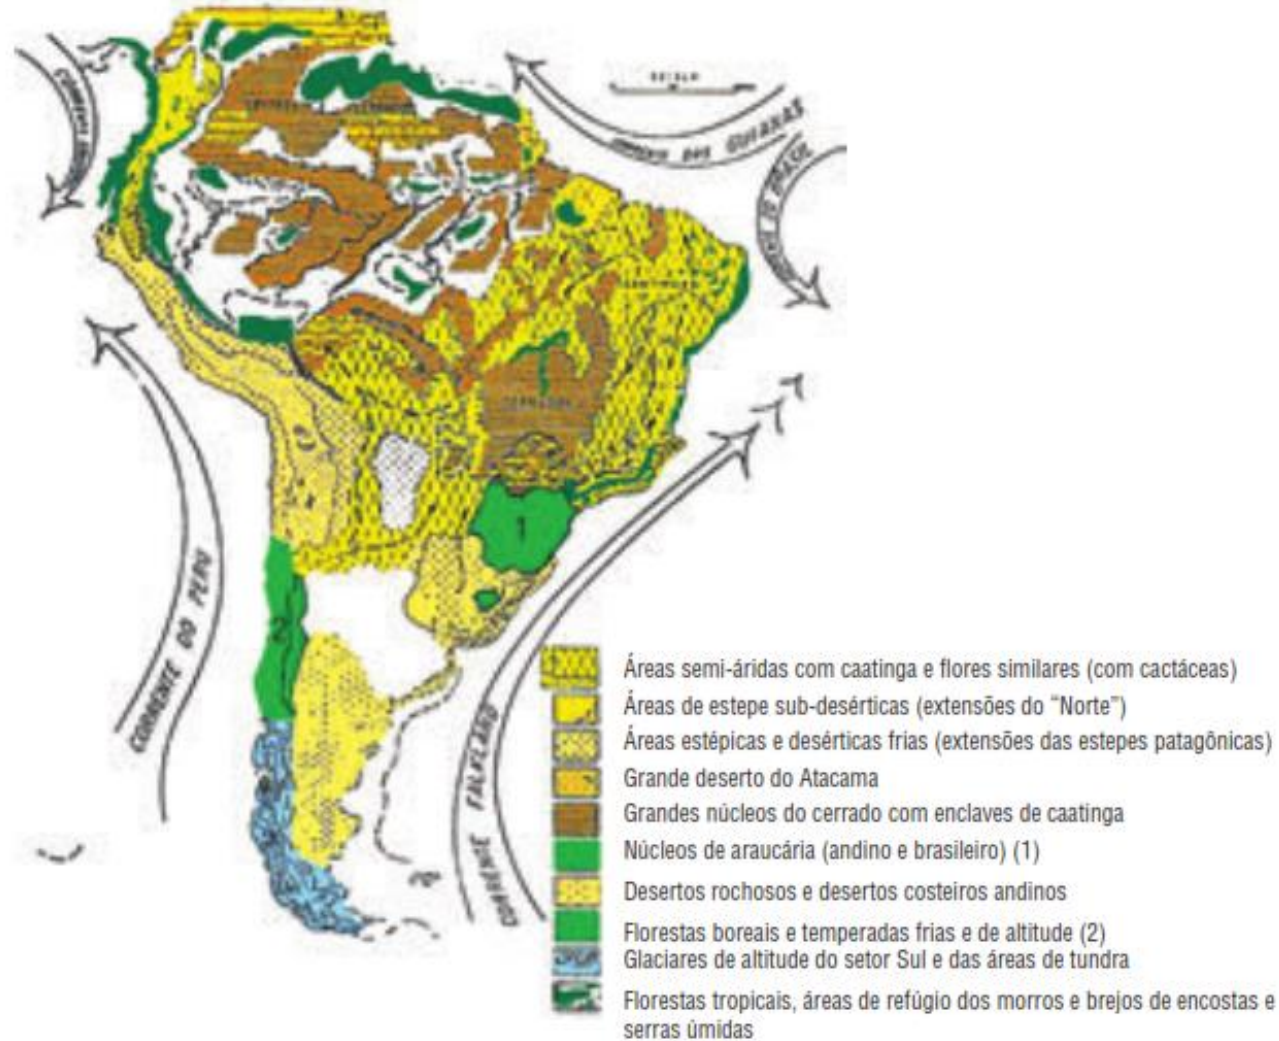 ESCALA
CORRENTE DAS GUIANAS
CORRENTE DO BRASIL
CORRENTE DO PERU
CORRENTE FALKLAND
1
2
Áreas semi-áridas com caatinga e flores similares (com cactáceas)
Áreas de estepe sub-desérticas (extensões do “Norte”)
Áreas estépicas e desérticas frias (extensões das estepes patagônicas)
Grande deserto do Atacama
Grandes núcleos do cerrado com enclaves de caatinga
Núcleos de araucária (andino e brasileiro) (1)
Desertos rochosos e desertos costeiros andinos
Florestas boreais e temperadas frias e de altitude (2)
Glaciares de altitude do setor Sul e das áreas de tundra
Florestas tropicais, áreas de refúgio dos morros e brejos de encostas e
serras úmidas